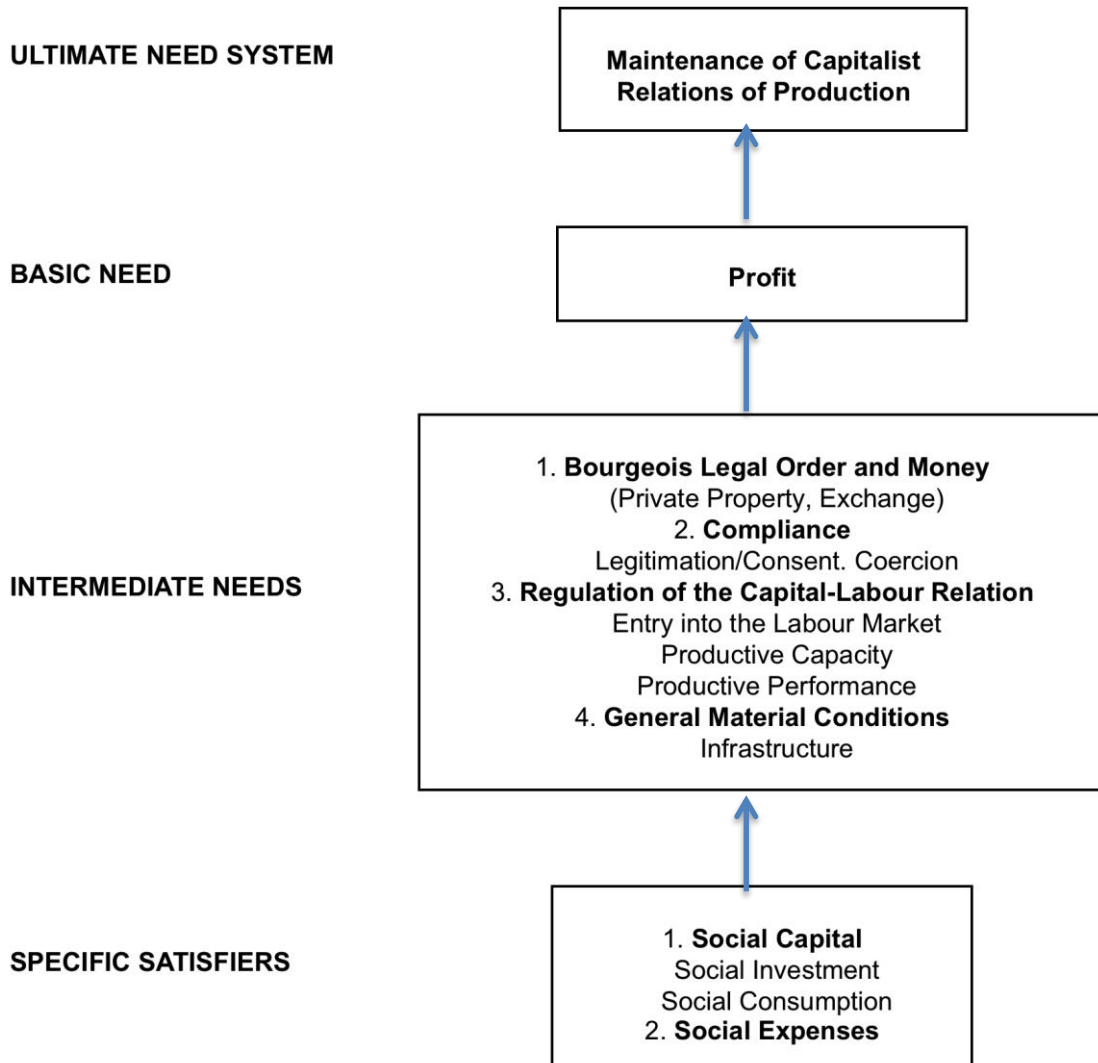 ULTIMATE NEED SYSTEM
Maintenance of Capitalist
Relations of Production
BASIC NEED
Profit
INTERMEDIATE NEEDS
1. Bourgeois Legal Order and Money
(Private Property, Exchange)
2. Compliance
Legitimation/Consent. Coercion
3. Regulation of the Capital-Labour Relation
Entry into the Labour Market
Productive Capacity
Productive Performance
4. General Material Conditions
Infrastructure
SPECIFIC SATISFIERS
1. Social Capital
Social Investment
Social Consumption
2. Social Expenses